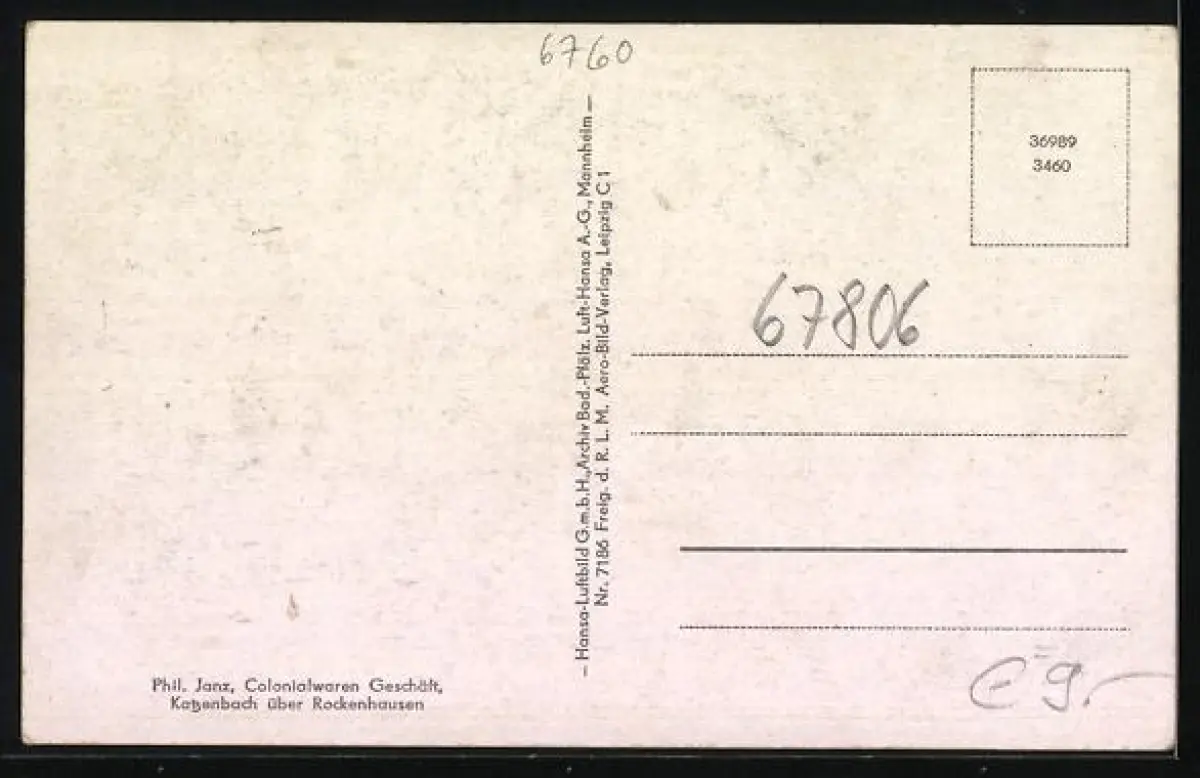 6760
36989
3460
67806
— Hansa-Luftbild G.m.b.H., Archiv Bad.-Pfälz. Luft-Hansa A.-G., Mannheim —
Nr. 7186 Freig. d. R. L. M. Aero-Bild-Verlag, Leipzig C 1
Phil. Janz, Colonialwaren Geschäft,
Katzenbach über Rockenhausen
€ 9,-